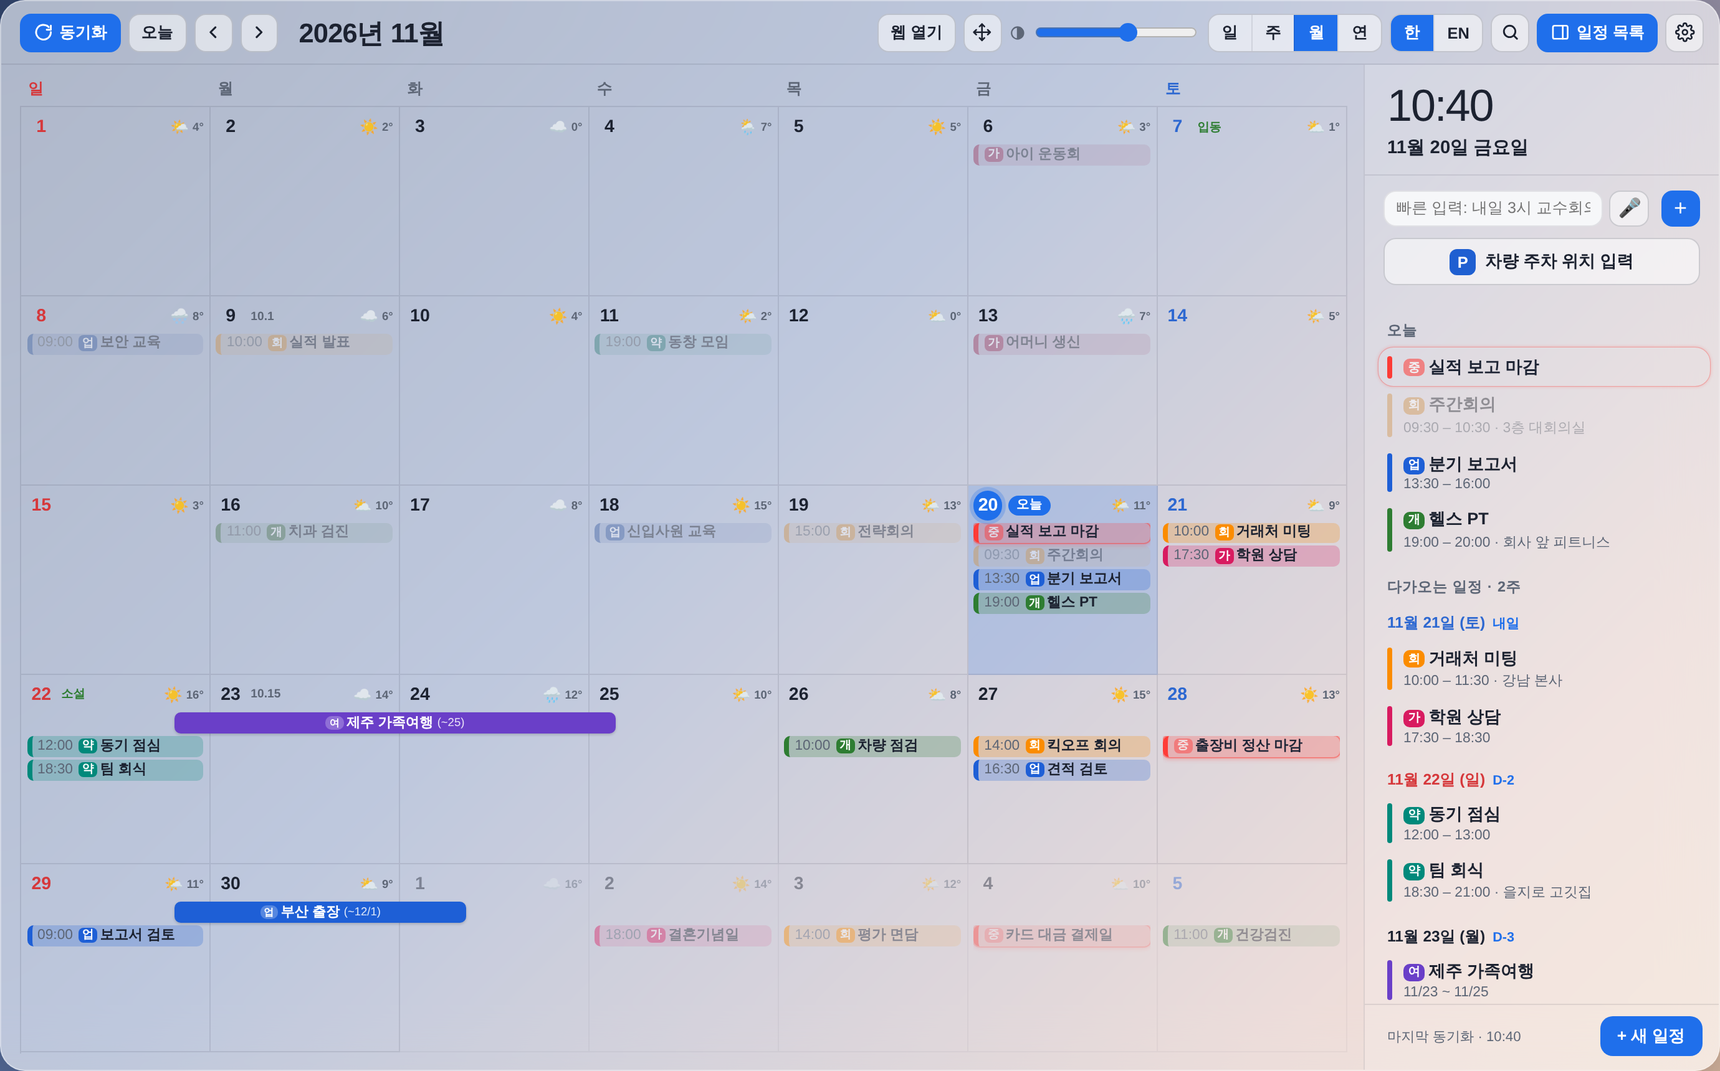 동기화 오늘 2026년 11월 웹 열기 일 주 월 연 한 EN 일정 목록
일 월 화 수 목 금 토
1 4° 2 2° 3 0° 4 7° 5 5° 6 3° 7 입동 1°
가 아이 운동회
8 8° 9 10.1 6° 10 4° 11 2° 12 0° 13 7° 14 5°
09:00 업 보안 교육 10:00 회 실적 발표 19:00 약 동창 모임 가 어머니 생신
15 3° 16 10° 17 8° 18 15° 19 13° 20 오늘 11° 21 9°
11:00 개 치과 검진 업 신입사원 교육 15:00 회 전략회의 중 실적 보고 마감 10:00 회 거래처 미팅
09:30 회 주간회의 17:30 가 학원 상담
13:30 업 분기 보고서
19:00 개 헬스 PT
22 소설 16° 23 10.15 14° 24 12° 25 10° 26 8° 27 15° 28 13°
여 제주 가족여행 (~25)
12:00 약 동기 점심 10:00 개 차량 점검 14:00 회 킥오프 회의 중 출장비 정산 마감
18:30 약 팀 회식 16:30 업 견적 검토
29 11° 30 9° 1 16° 2 14° 3 12° 4 10° 5
업 부산 출장 (~12/1)
09:00 업 보고서 검토 18:00 가 결혼기념일 14:00 회 평가 면담 중 카드 대금 결제일 11:00 개 건강검진
10:40
11월 20일 금요일
빠른 입력: 내일 3시 교수회의
+
P 차량 주차 위치 입력
오늘
중 실적 보고 마감
회 주간회의
09:30 – 10:30 · 3층 대회의실
업 분기 보고서
13:30 – 16:00
개 헬스 PT
19:00 – 20:00 · 회사 앞 피트니스
다가오는 일정 · 2주
11월 21일 (토) 내일
회 거래처 미팅
10:00 – 11:30 · 강남 본사
가 학원 상담
17:30 – 18:30
11월 22일 (일) D-2
약 동기 점심
12:00 – 13:00
약 팀 회식
18:30 – 21:00 · 을지로 고깃집
11월 23일 (월) D-3
여 제주 가족여행
11/23 ~ 11/25
마지막 동기화 · 10:40 + 새 일정